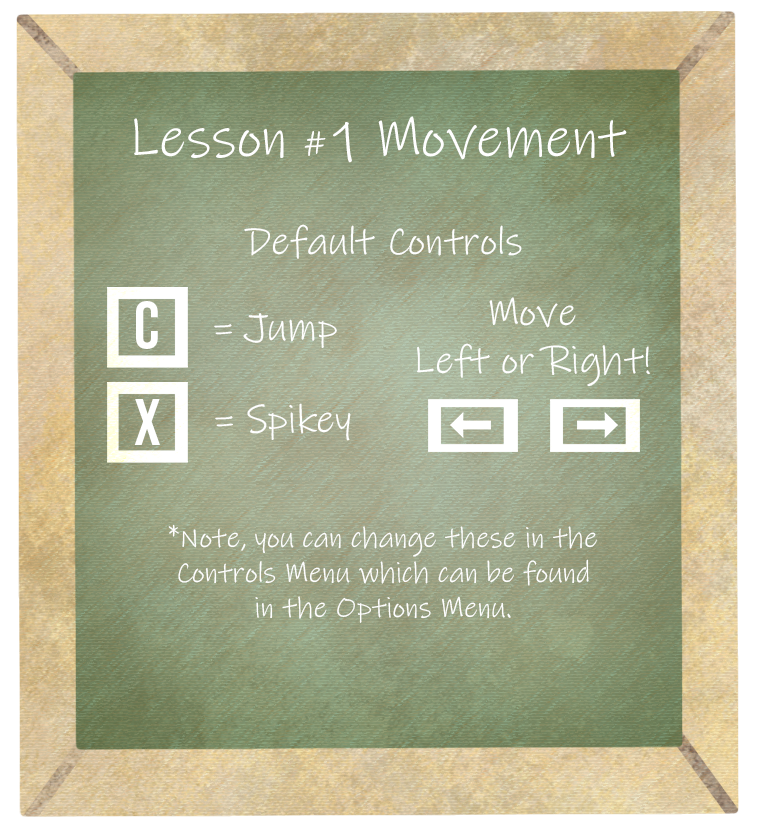 Lesson #1 Movement
Default Controls
C = Jump
X = Spikey
Move
Left or Right!
← →
*Note, you can change these in the
Controls Menu which can be found
in the Options Menu.